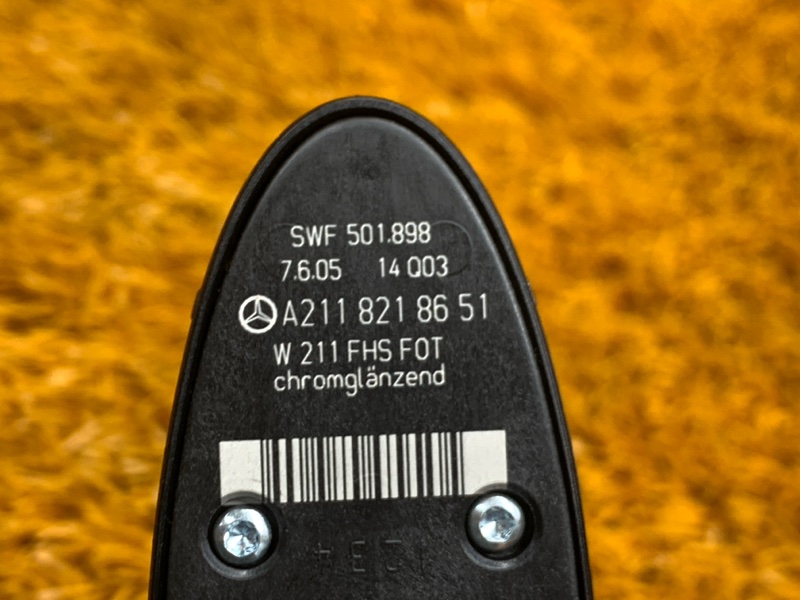 SWF 501.898
7.6.05 14 Q03
A211 821 86 51
W 211 FHS FOT
chromglänzend